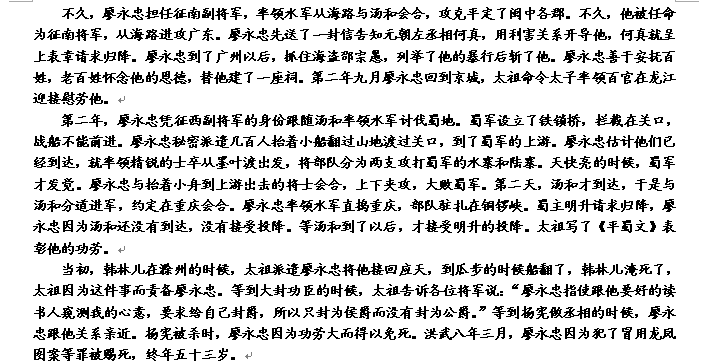 不久，廖永忠担任征南副将军，率领水军从海路与汤和会合，攻克平定了闽中各郡。不久，他被任命
为征南将军，从海路进攻广东。廖永忠先送了一封信告知元朝左丞相何真，用利害关系开导他，何真就呈
上表章请求归降。廖永忠到了广州以后，抓住海盗邵宗愚，列举了他的暴行后斩了他。廖永忠善于安抚百
姓，老百姓怀念他的恩德，替他建了一座祠。第二年九月廖永忠回到京城，太祖命令太子率领百官在龙江
迎接慰劳他。
第二年，廖永忠凭征西副将军的身份跟随汤和率领水军讨伐蜀地。蜀军设立了铁锁桥，拦截在关口，
战船不能前进。廖永忠秘密派遣几百人抬着小船翻过山地渡过关口，到了蜀军的上游。廖永忠估计他们已
经到达，就率领精锐的士卒从墨叶渡出发，将部队分为两支攻打蜀军的水寨和陆寨。天快亮的时候，蜀军
才发觉。廖永忠与抬着小舟到上游出去的将士会合，上下夹攻，大败蜀军。第二天，汤和才到达，于是与
汤和分道进军，约定在重庆会合。廖永忠率领水军直捣重庆，部队驻扎在铜锣峡。蜀主明升请求归降，廖
永忠因为汤和还没有到达，没有接受投降。等汤和到了以后，才接受明升的投降。太祖写了《平蜀文》表
彰他的功劳。
当初，韩林儿在滁州的时候，太祖派遣廖永忠将他接回应天，到瓜步的时候船翻了，韩林儿淹死了，
太祖因为这件事而责备廖永忠。等到大封功臣的时候，太祖告诉各位将军说：“廖永忠指使跟他要好的读
书人窥测我的心意，要求给自己封爵，所以只封为侯爵而没有封为公爵。”等到杨宪做丞相的时候，廖永
忠跟他关系亲近。杨宪被杀时，廖永忠因为功劳大而得以免死。洪武八年三月，廖永忠因为犯了冒用龙凤
图案等罪被赐死，终年五十三岁。